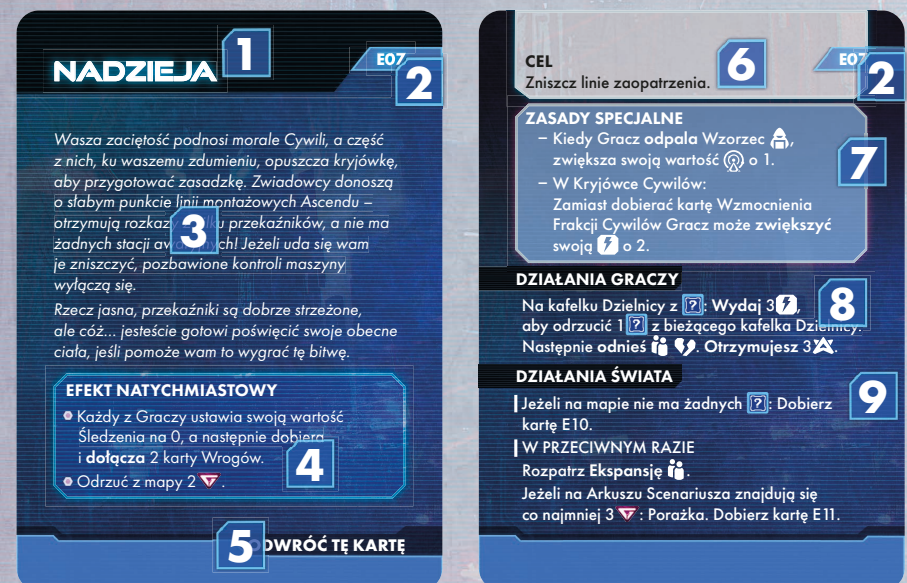 NADZIEJA
1
E07
2
Wasza zaciętość podnosi morale Cywili, a część
z nich, ku waszemu zdumieniu, opuszcza kryjówkę,
aby przygotować zasadzkę. Zwiadowcy donoszą
o słabym punkcie linii montażowych Ascendu –
otrzymują rozkazy przekaźników, a nie ma
3
żadnych stacji! Jeżeli uda się wam
je zniszczyć, pozbawione kontroli maszyny
wyłączą się.
Rzecz jasna, przekaźniki są dobrze strzeżone,
ale cóż... jesteście gotowi poświęcić swoje obecne
ciała, jeśli pomoże wam to wygrać tę bitwę.
EFEKT NATYCHMIASTOWY
Każdy z Graczy ustawia swoją wartość
Śledzenia na 0, a następnie dobiera
i dołącza 2 karty Wrogów.
4
Odrzuć z mapy 2.
5
TĘ KARTĘ
CEL
6
E07
2
Zniszcz linie zaopatrzenia.
ZASADY SPECJALNE
– Kiedy Gracz odpala Wzorzec,
zwiększa swoją wartość o 1.
7
– W Kryjówce Cywilów:
Zamiast dobierać kartę Wzmocnienia
Frakcji Cywilów Gracz może zwiększyć
swoją o 2.
DZIAŁANIA GRACZY
8
Na kafelku Dzielnicy z ?: Wydaj 3,
aby odrzucić 1 ? z bieżącego kafelka Dzielnicy.
Następnie odnieś. Otrzymujesz 3.
DZIAŁANIA ŚWIATA
9
Jeżeli na mapie nie ma żadnych ?: Dobierz
kartę E10.
W PRZECIWNYM RAZIE
Rozpatrz Ekspansję.
Jeżeli na Arkuszu Scenariusza znajdują się
co najmniej 3: Porażka. Dobierz kartę E11.